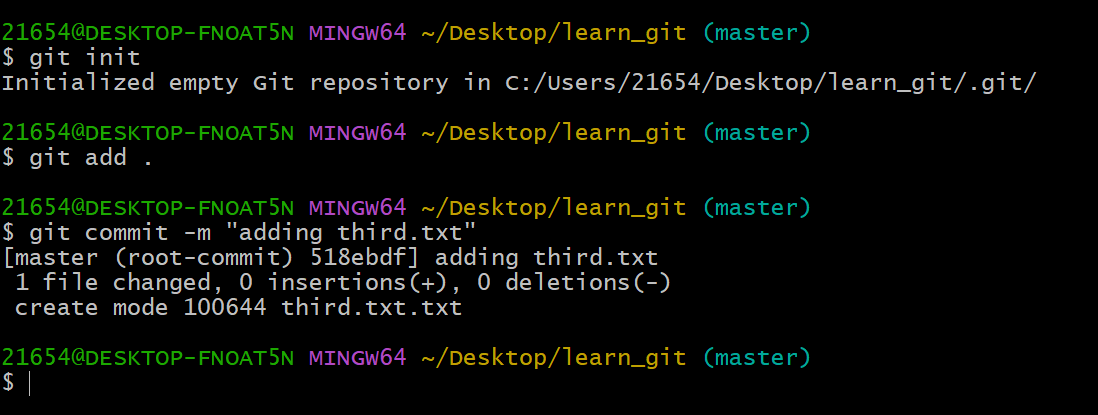 21654@DESKTOP-FNOAT5N MINGW64 ~/Desktop/learn_git (master)
$ git init
Initialized empty Git repository in C:/Users/21654/Desktop/learn_git/.git/
21654@DESKTOP-FNOAT5N MINGW64 ~/Desktop/learn_git (master)
$ git add .
21654@DESKTOP-FNOAT5N MINGW64 ~/Desktop/learn_git (master)
$ git commit -m "adding third.txt"
[master (root-commit) 518ebdf] adding third.txt
 1 file changed, 0 insertions(+), 0 deletions(-)
 create mode 100644 third.txt.txt
21654@DESKTOP-FNOAT5N MINGW64 ~/Desktop/learn_git (master)
$